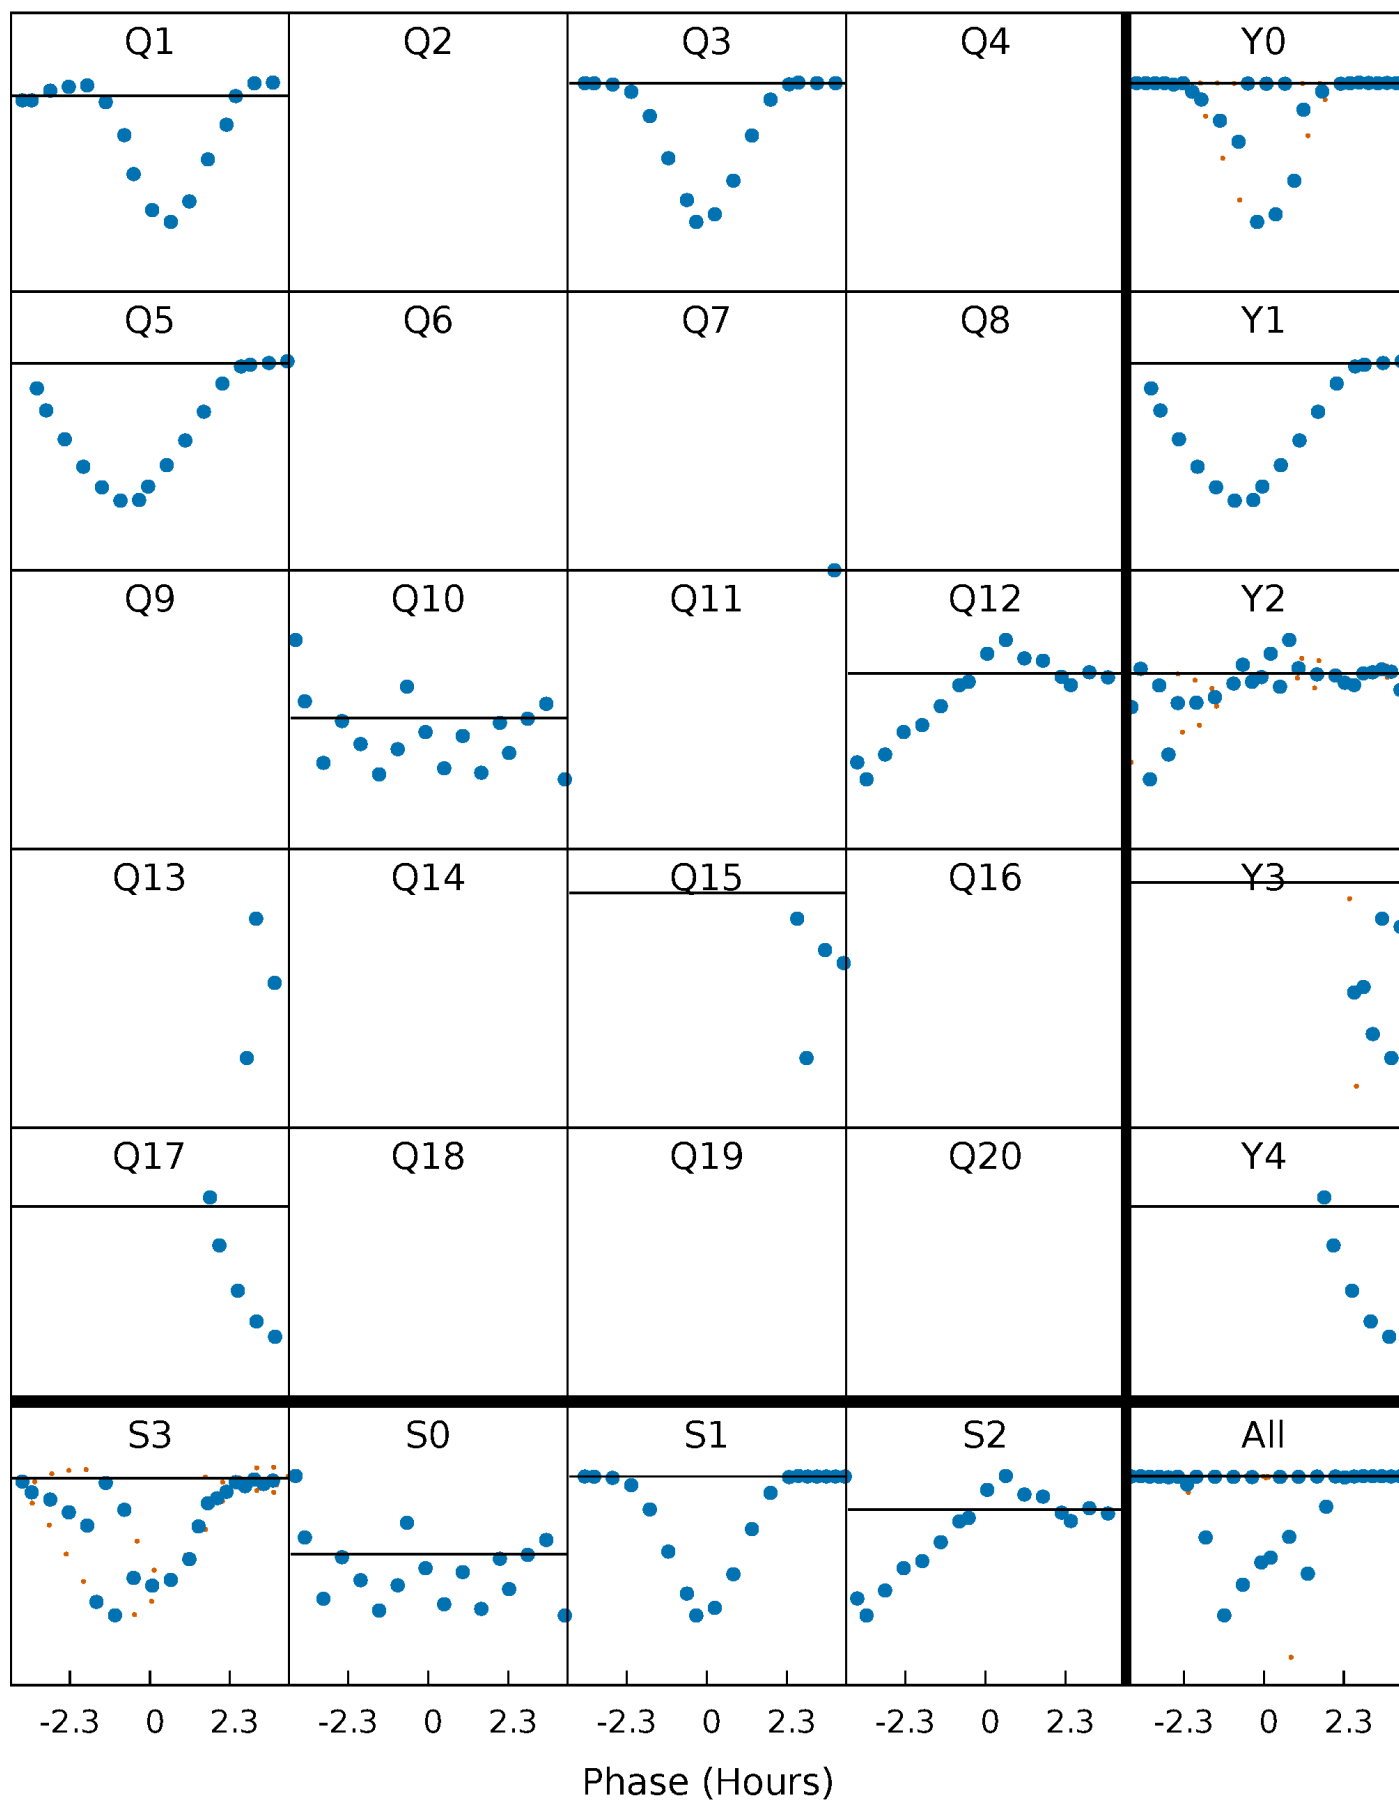 Q1 Q2 Q3 Q4 Y0
Q5 Q6 Q7 Q8 Y1
Q9 Q10 Q11 Q12 Y2
Q13 Q14 Q15 Q16 Y3
Q17 Q18 Q19 Q20 Y4
S3 S0 S1 S2 All
-2.3 0 2.3 -2.3 0 2.3 -2.3 0 2.3 -2.3 0 2.3 -2.3 0 2.3
Phase (Hours)